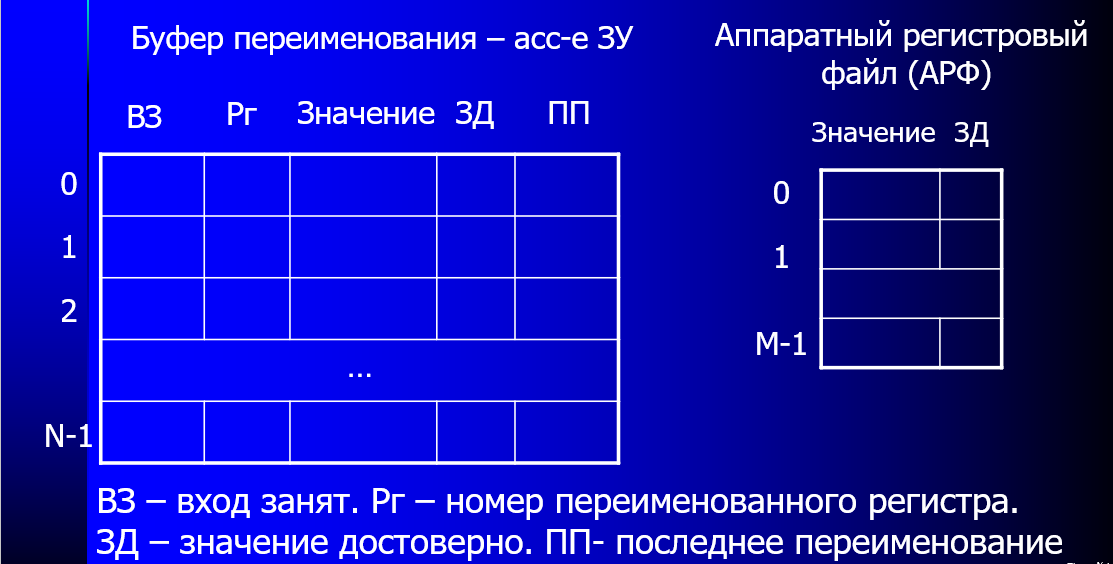 Буфер переименования – асс-е ЗУ
Аппаратный регистровый
файл (АРФ)
ВЗ Рг Значение ЗД ПП
Значение ЗД
0
1
2
...
N-1
0
1
М-1
ВЗ – вход занят. Рг – номер переименованного регистра.
ЗД – значение достоверно. ПП- последнее переименование